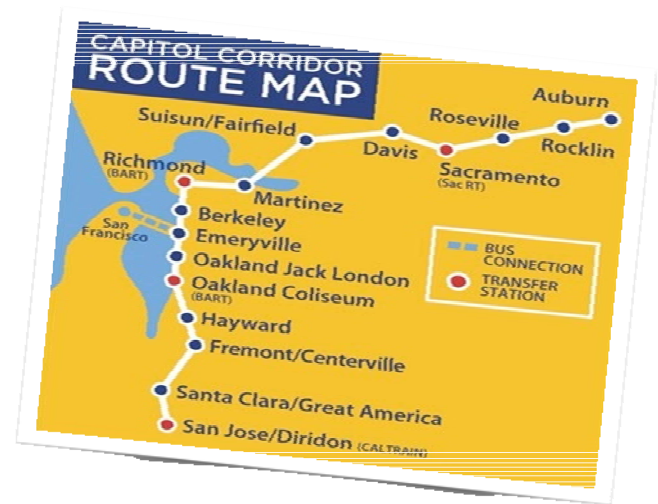 CAPITOL CORRIDOR
ROUTE MAP
Auburn
Roseville
Suisun/Fairfield
Rocklin
Davis
Sacramento
(Sac RT)
Richmond
(BART)
Martinez
Berkeley
San
Francisco
Emeryville
Oakland Jack London
Oakland Coliseum
(BART)
Hayward
Fremont/Centerville
Santa Clara/Great America
San Jose/Diridon (CALTRAIN)
BUS
CONNECTION
TRANSFER
STATION